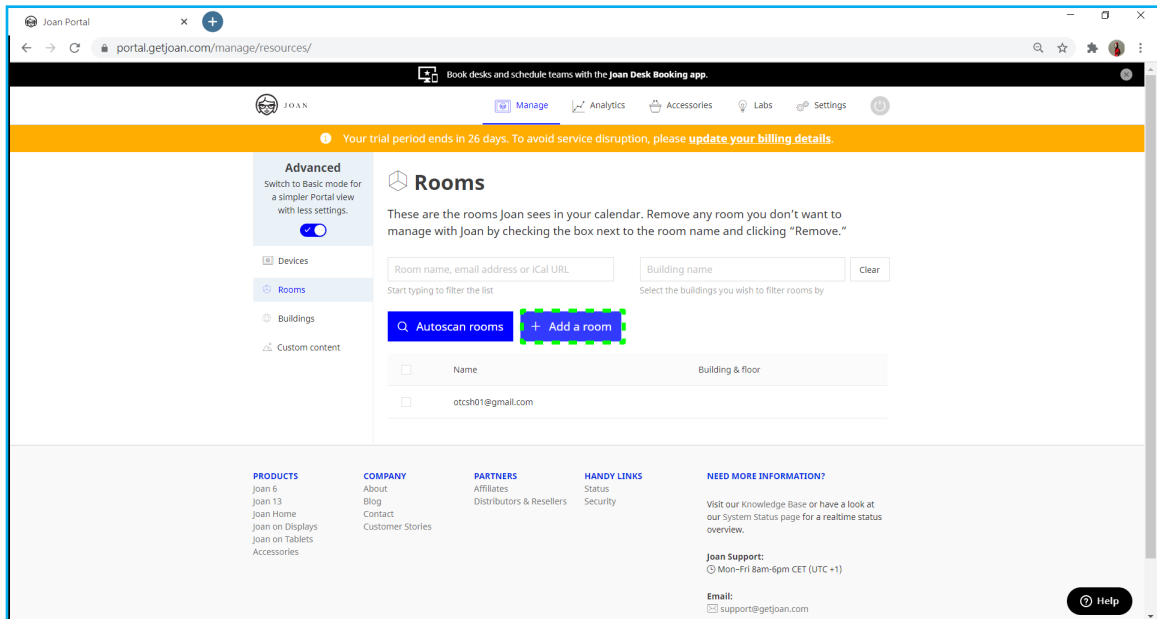 Joan Portal
portal.getjoan.com/manage/resources/
Book desks and schedule teams with the Joan Desk Booking app.
JOAN
Manage
Analytics
Accessories
Labs
Settings
Your trial period ends in 26 days. To avoid service disruption, please update your billing details.
Advanced
Switch to Basic mode for
a simpler Portal view
with less settings.
Devices
Rooms
Buildings
Custom content
Rooms
These are the rooms Joan sees in your calendar. Remove any room you don't want to
manage with Joan by checking the box next to the room name and clicking “Remove.”
Room name, email address or iCal URL
Building name
Clear
Start typing to filter the list
Select the buildings you wish to filter rooms by
Autoscan rooms
+ Add a room
Name
Building & floor
otcsh01@gmail.com
PRODUCTS
Joan 6
Joan 13
Joan Home
Joan on Displays
Joan on Tablets
Accessories
COMPANY
About
Blog
Contact
Customer Stories
PARTNERS
Affiliates
Distributors & Resellers
HANDY LINKS
Status
Security
NEED MORE INFORMATION?
Visit our Knowledge Base or have a look at
our System Status page for a realtime status
overview.
Joan Support:
Mon–Fri 8am-6pm CET (UTC +1)
Email:
support@getjoan.com
Help